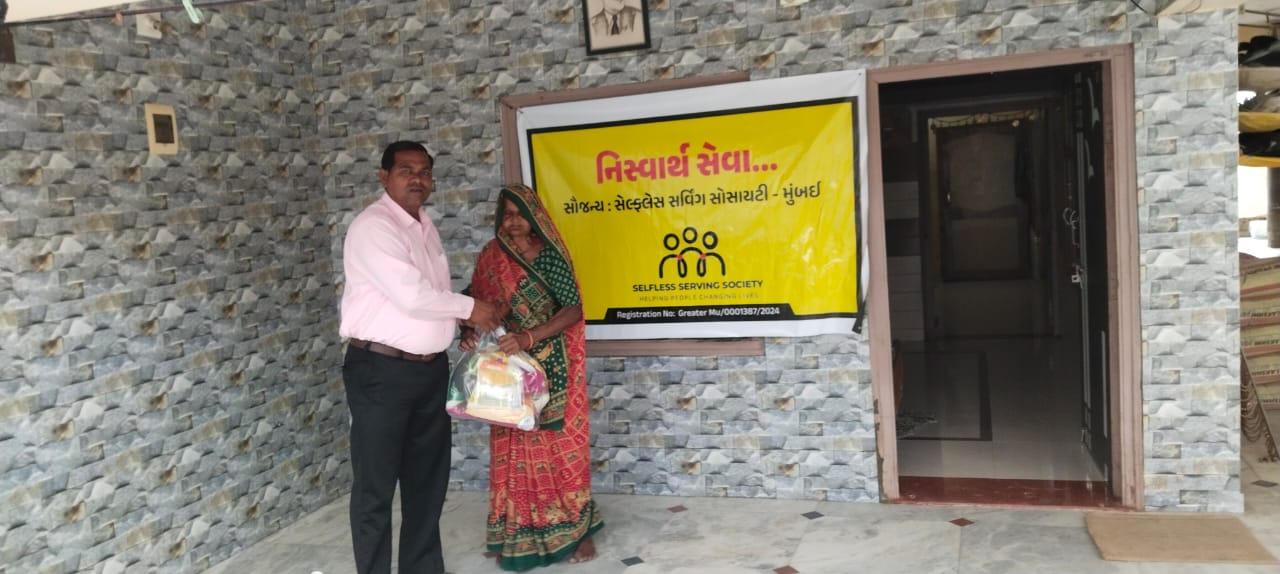 નિસ્વાર્થ સેવા...
સૌજન્ય : સેલ્ફલેસ સર્વિંગ સોસાયટી - મુંબઈ
SELFLESS SERVING SOCIETY
HELPING PEOPLE CHANGING LIVES
Registration No: Greater Mu/0001387/2024